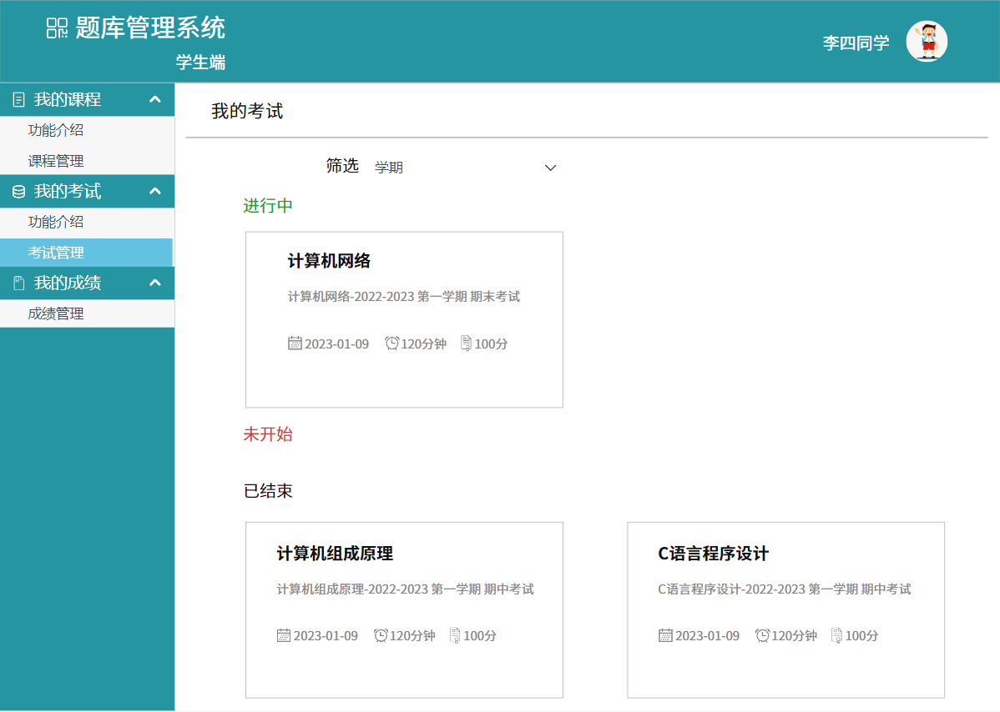 题库管理系统
学生端
李四同学
我的课程
功能介绍
课程管理
我的考试
功能介绍
考试管理
我的成绩
成绩管理
我的考试
筛选 学期
进行中
计算机网络
计算机网络-2022-2023 第一学期 期末考试
2023-01-09 120分钟 100分
未开始
已结束
计算机组成原理
计算机组成原理-2022-2023 第一学期 期中考试
2023-01-09 120分钟 100分
C语言程序设计
C语言程序设计-2022-2023 第一学期 期中考试
2023-01-09 120分钟 100分